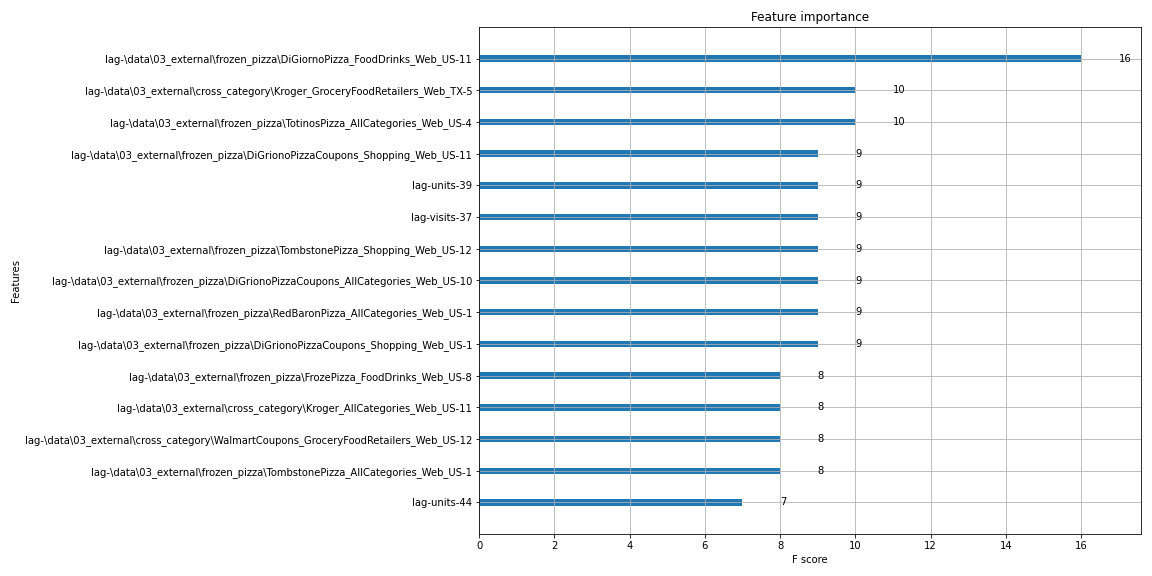 Feature importance
lag-\data\03_external\frozen_pizza\DiGiornoPizza_FoodDrinks_Web_US-11 16
lag-\data\03_external\cross_category\Kroger_GroceryFoodRetailers_Web_TX-5 10
lag-\data\03_external\frozen_pizza\TotinosPizza_AllCategories_Web_US-4 10
lag-\data\03_external\frozen_pizza\DiGrionoPizzaCoupons_Shopping_Web_US-11 9
lag-units-39 9
lag-visits-37 9
lag-\data\03_external\frozen_pizza\TombstonePizza_Shopping_Web_US-12 9
lag-\data\03_external\frozen_pizza\DiGrionoPizzaCoupons_AllCategories_Web_US-10 9
lag-\data\03_external\frozen_pizza\RedBaronPizza_AllCategories_Web_US-1 9
lag-\data\03_external\frozen_pizza\DiGrionoPizzaCoupons_Shopping_Web_US-1 9
lag-\data\03_external\frozen_pizza\FrozePizza_FoodDrinks_Web_US-8 8
lag-\data\03_external\cross_category\Kroger_AllCategories_Web_US-11 8
lag-\data\03_external\cross_category\WalmartCoupons_GroceryFoodRetailers_Web_US-12 8
lag-\data\03_external\frozen_pizza\TombstonePizza_AllCategories_Web_US-1 8
lag-units-44 7
Features
0 2 4 6 8 10 12 14 16
F score